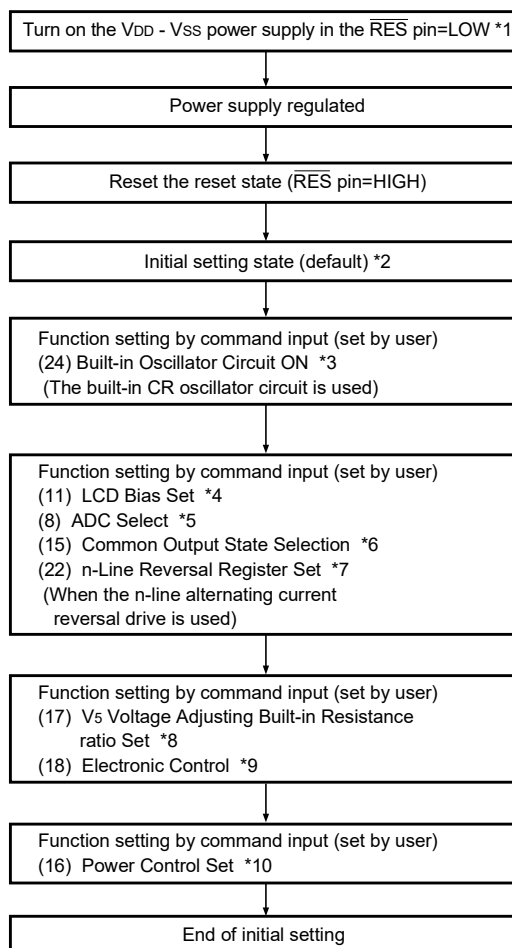 Turn on the VDD - VSS power supply in the RES pin=LOW *1
Power supply regulated
Reset the reset state (RES pin=HIGH)
Initial setting state (default) *2
Function setting by command input (set by user)
(24) Built-in Oscillator Circuit ON *3
(The built-in CR oscillator circuit is used)
Function setting by command input (set by user)
(11) LCD Bias Set *4
(8) ADC Select *5
(15) Common Output State Selection *6
(22) n-Line Reversal Register Set *7
(When the n-line alternating current
reversal drive is used)
Function setting by command input (set by user)
(17) V5 Voltage Adjusting Built-in Resistance
ratio Set *8
(18) Electronic Control *9
Function setting by command input (set by user)
(16) Power Control Set *10
End of initial setting